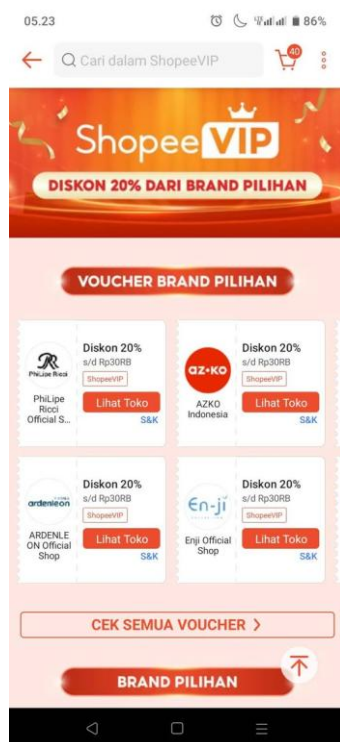 05.23
86%
Cari dalam ShopeeVIP
40
Shopee VIP
DISKON 20% DARI BRAND PILIHAN
VOUCHER BRAND PILIHAN
PhiLipe Ricci
PhiLipe
Ricci
Official S...
Diskon 20%
s/d Rp30RB
ShopeeVIP
Lihat Toko
S&K
AZ•KO
AZKO
Indonesia
Diskon 20%
s/d Rp30RB
ShopeeVIP
Lihat Toko
S&K
ardenleon
ARDENLE
ON Official
Shop
Diskon 20%
s/d Rp30RB
ShopeeVIP
Lihat Toko
S&K
En-ji
Enji Official
Shop
Diskon 20%
s/d Rp30RB
ShopeeVIP
Lihat Toko
S&K
CEK SEMUA VOUCHER >
BRAND PILIHAN